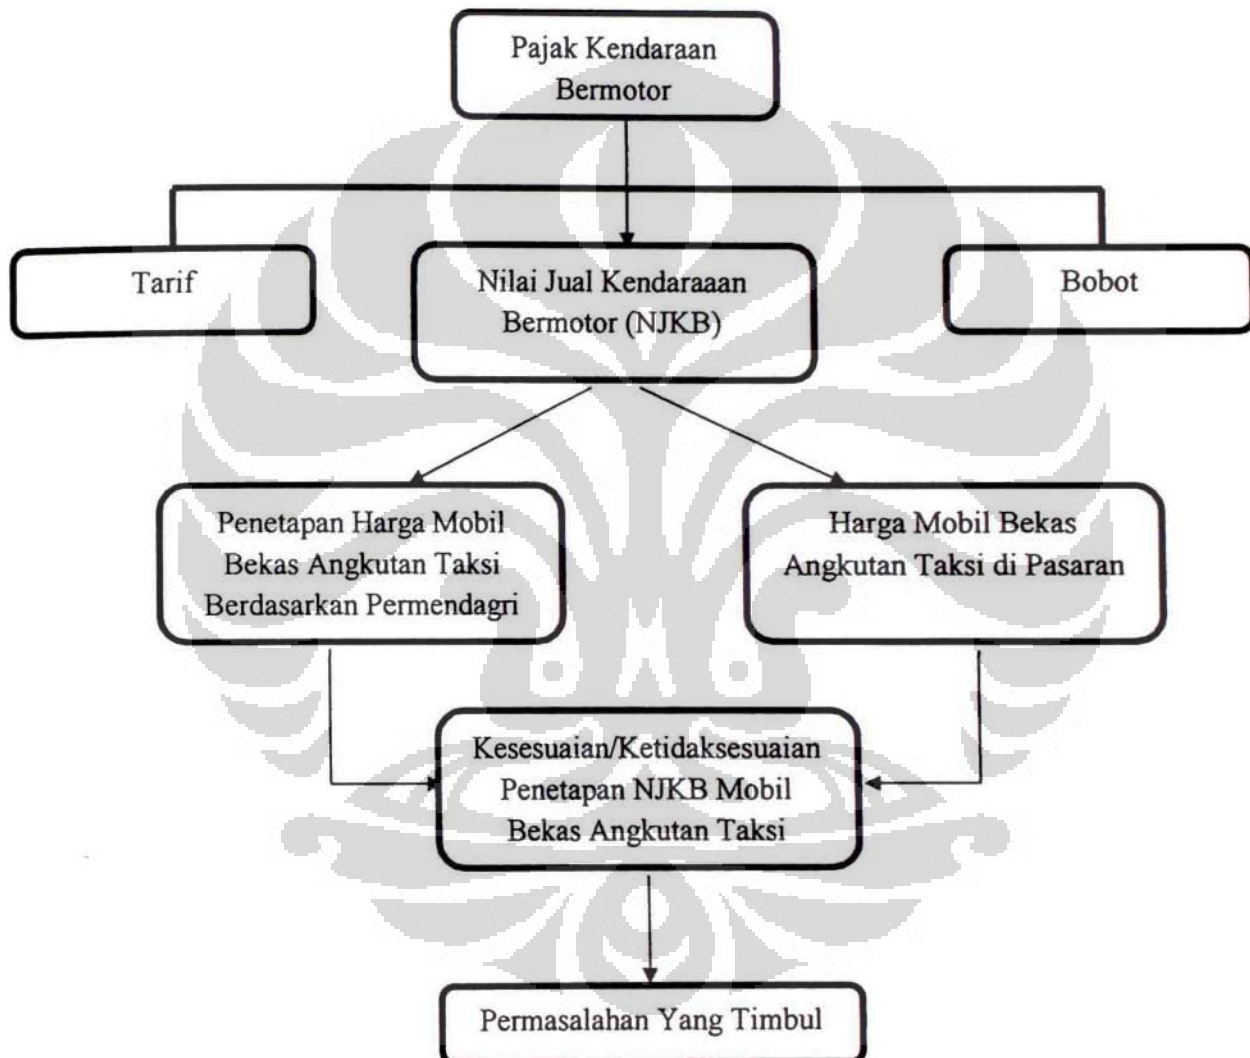 Pajak Kendaraan
Bermotor
Tarif
Nilai Jual Kendaraaan
Bermotor (NJKB)
Bobot
Penetapan Harga Mobil
Bekas Angkutan Taksi
Berdasarkan Permendagri
Harga Mobil Bekas
Angkutan Taksi di Pasaran
Kesesuaian/Ketidaksesuaian
Penetapan NJKB Mobil
Bekas Angkutan Taksi
Permasalahan Yang Timbul